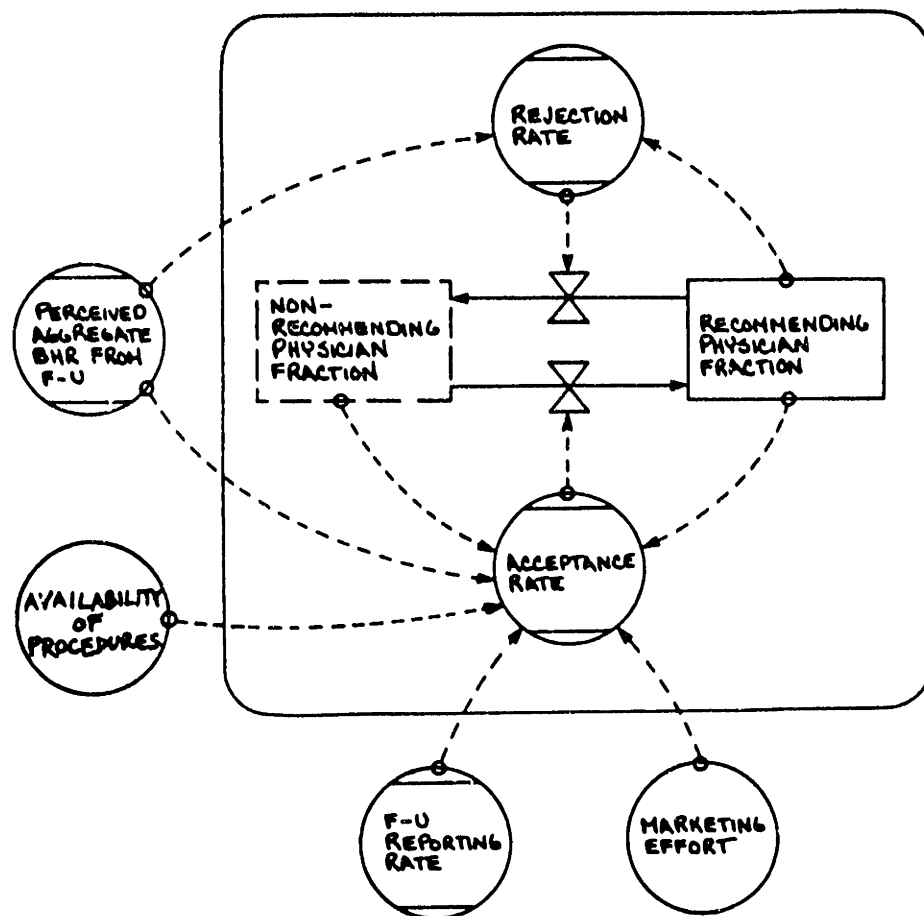 REJECTION
RATE
PERCEIVED
AGGREGATE
BHR FROM
F-U
NON-
RECOMMENDING
PHYSICIAN
FRACTION
RECOMMENDING
PHYSICIAN
FRACTION
AVAILABILITY
OF
PROCEDURES
ACCEPTANCE
RATE
F-U
REPORTING
RATE
MARKETING
EFFORT